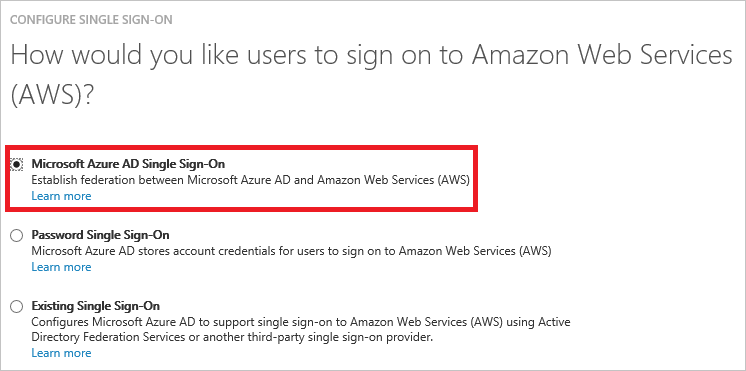 CONFIGURE SINGLE SIGN-ON
How would you like users to sign on to Amazon Web Services
(AWS)?
Microsoft Azure AD Single Sign-On
Establish federation between Microsoft Azure AD and Amazon Web Services (AWS)
Learn more
Password Single Sign-On
Microsoft Azure AD stores account credentials for users to sign on to Amazon Web Services (AWS)
Learn more
Existing Single Sign-On
Configures Microsoft Azure AD to support single sign-on to Amazon Web Services (AWS) using Active
Directory Federation Services or another third-party single sign-on provider.
Learn more